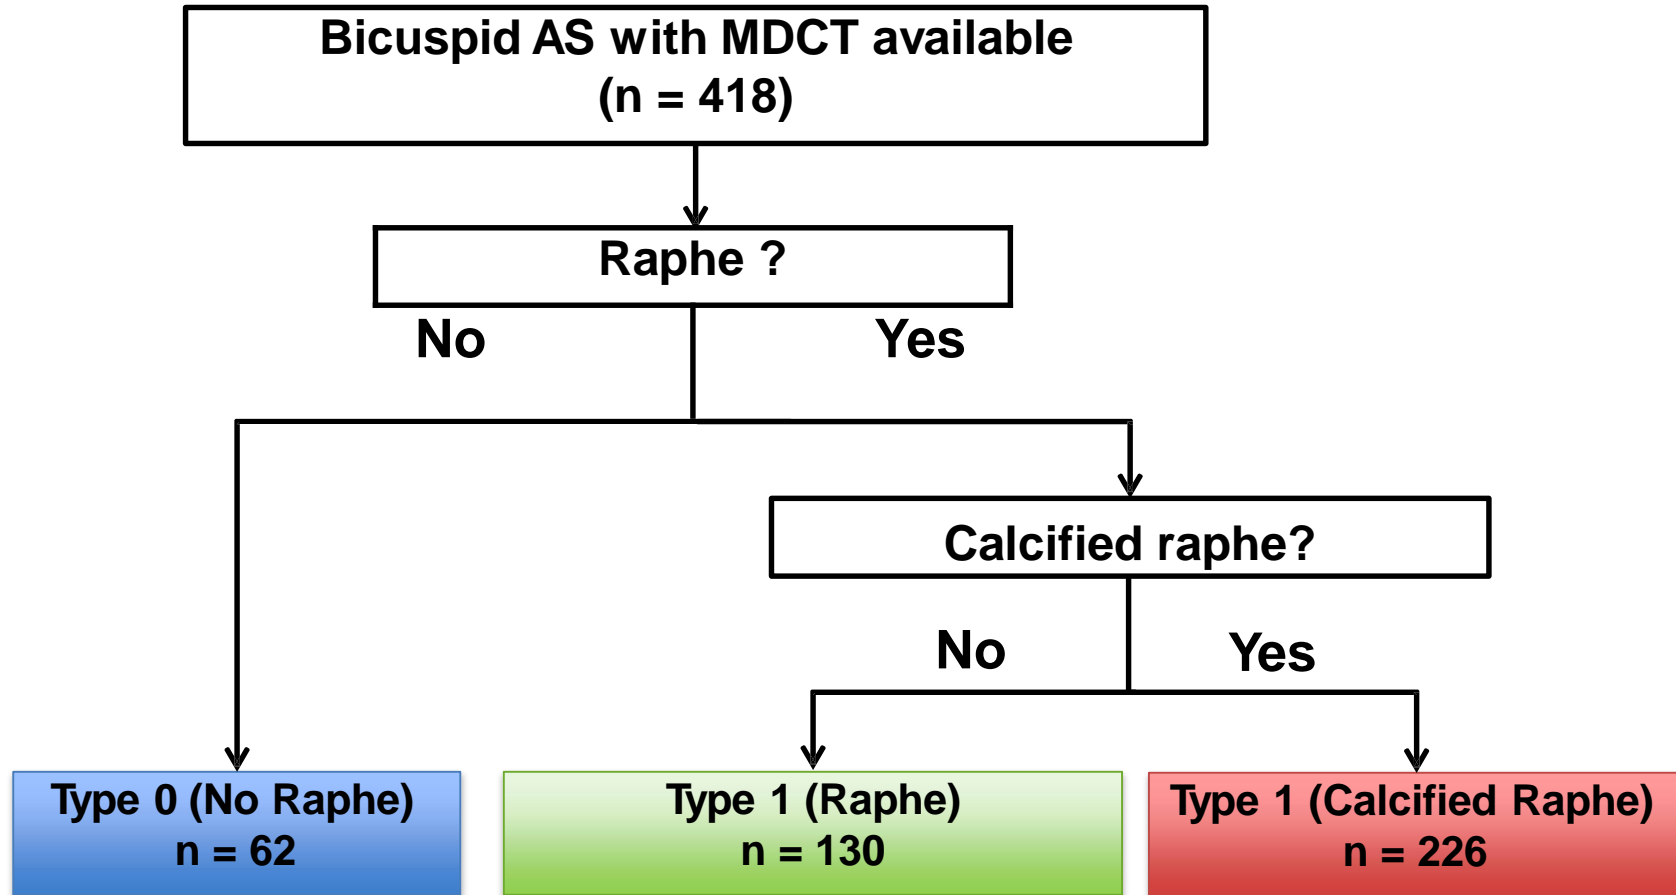 Bicuspid AS with MDCT available
(n = 418)
Raphe ?
No
Yes
Calcified raphe?
No
Yes
Type 0 (No Raphe)
n = 62
Type 1 (Raphe)
n = 130
Type 1 (Calcified Raphe)
n = 226